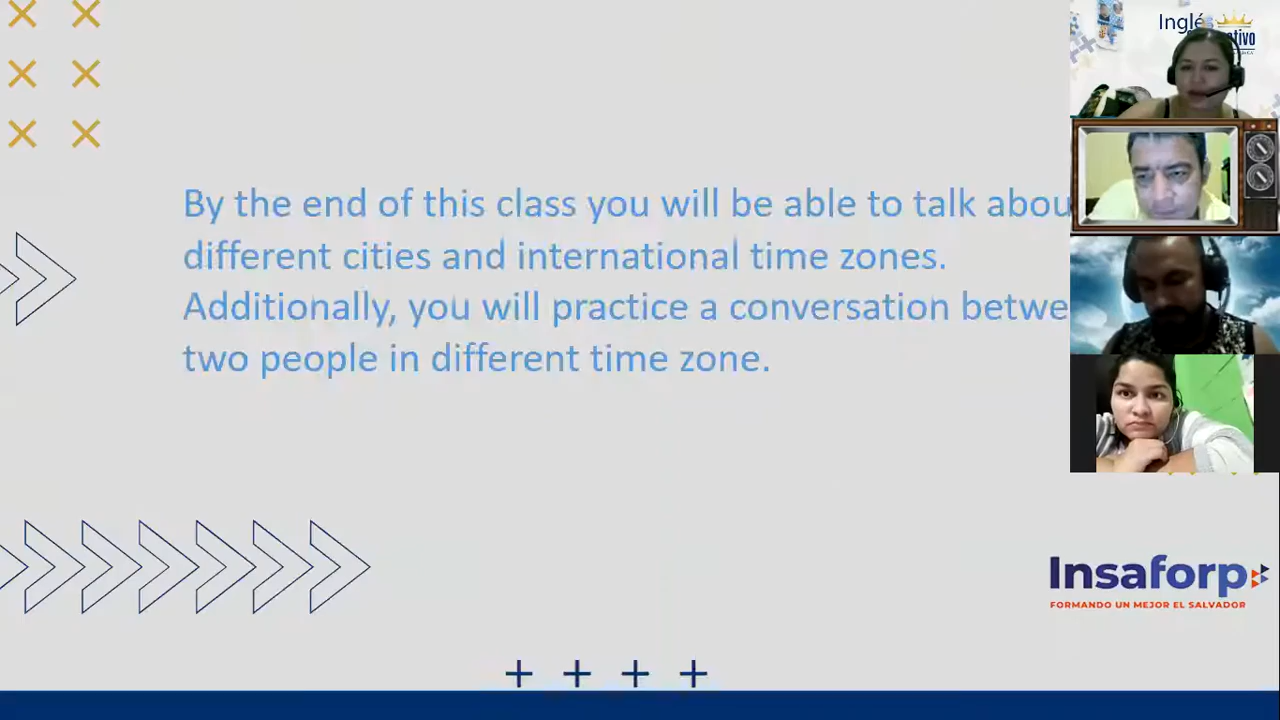 By the end of this class you will be able to talk abou
different cities and international time zones.
Additionally, you will practice a conversation betwe
two people in different time zone.
Inglés
Insaforp
FORMANDO UN MEJOR EL SALVADOR